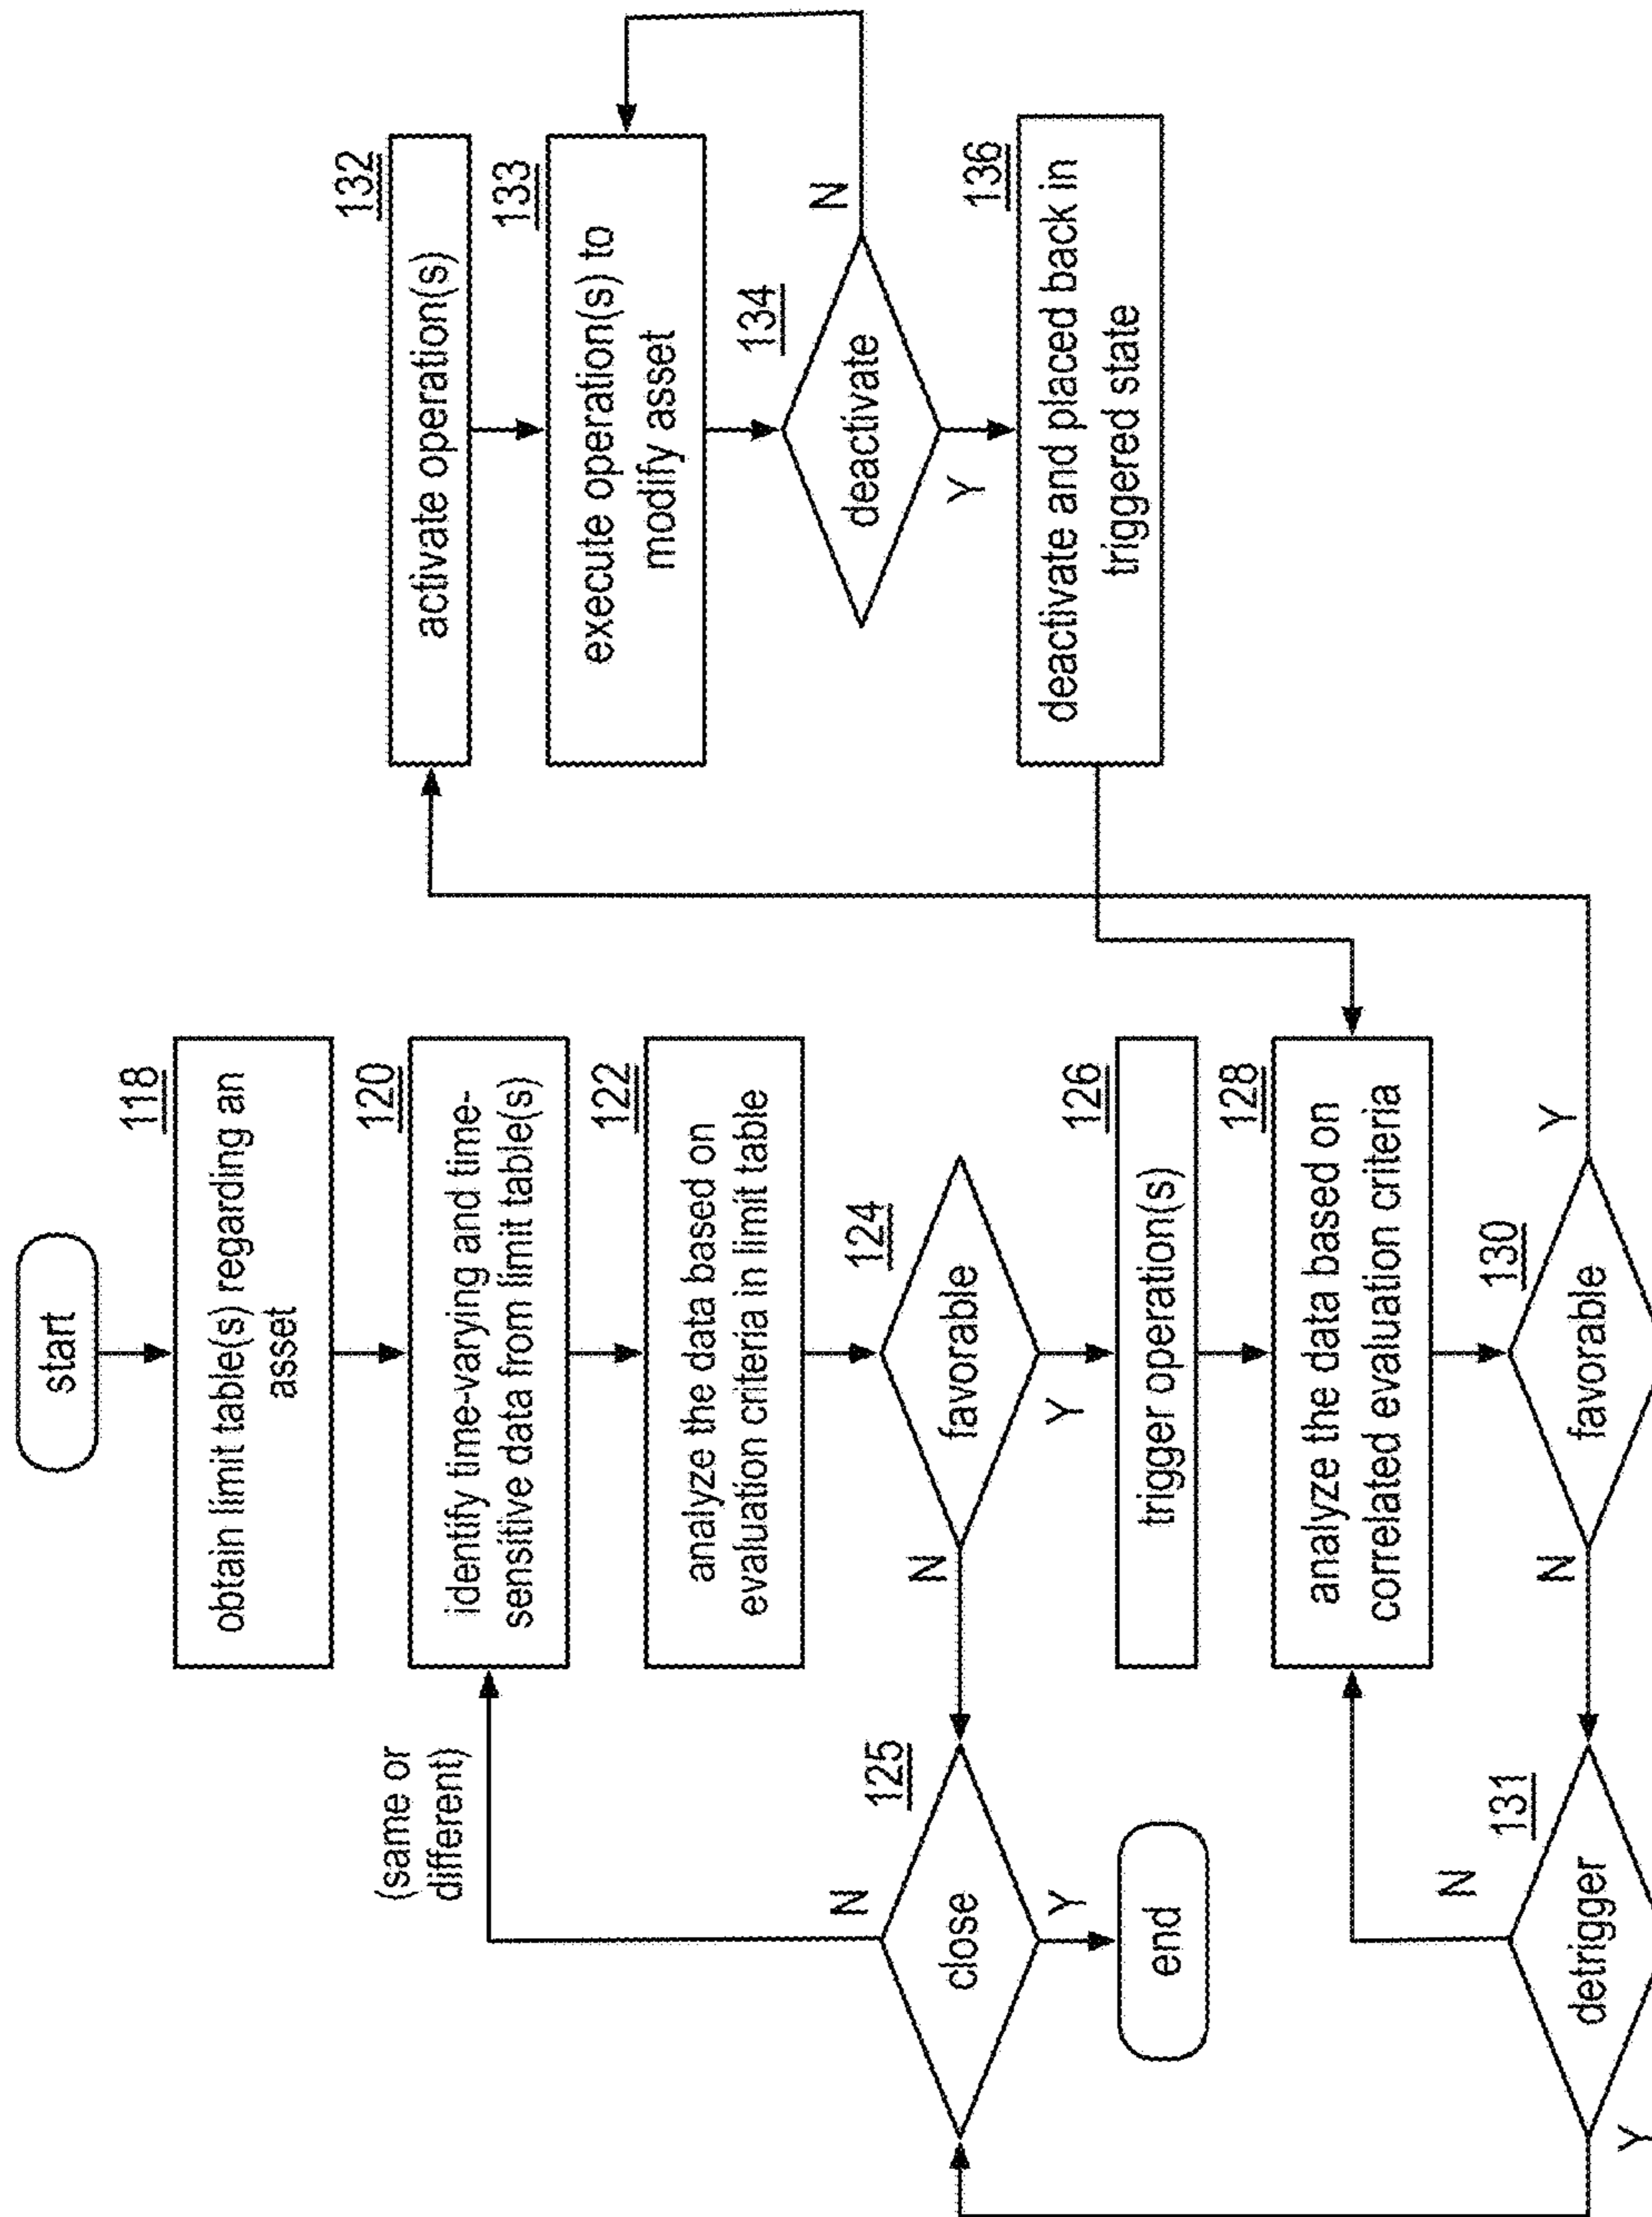 start
118
obtain limit table(s) regarding an
asset
(same or
different)
120
identify time-varying and time-
sensitive data from limit table(s)
122
analyze the data based on
evaluation criteria in limit table
124
favorable
N
Y
125
close
N
Y
end
126
trigger operation(s)
128
analyze the data based on
correlated evaluation criteria
130
favorable
N
Y
131
detrigger
N
Y
132
activate operation(s)
133
execute operation(s) to
modify asset
134
deactivate
N
Y
136
deactivate and placed back in
triggered state